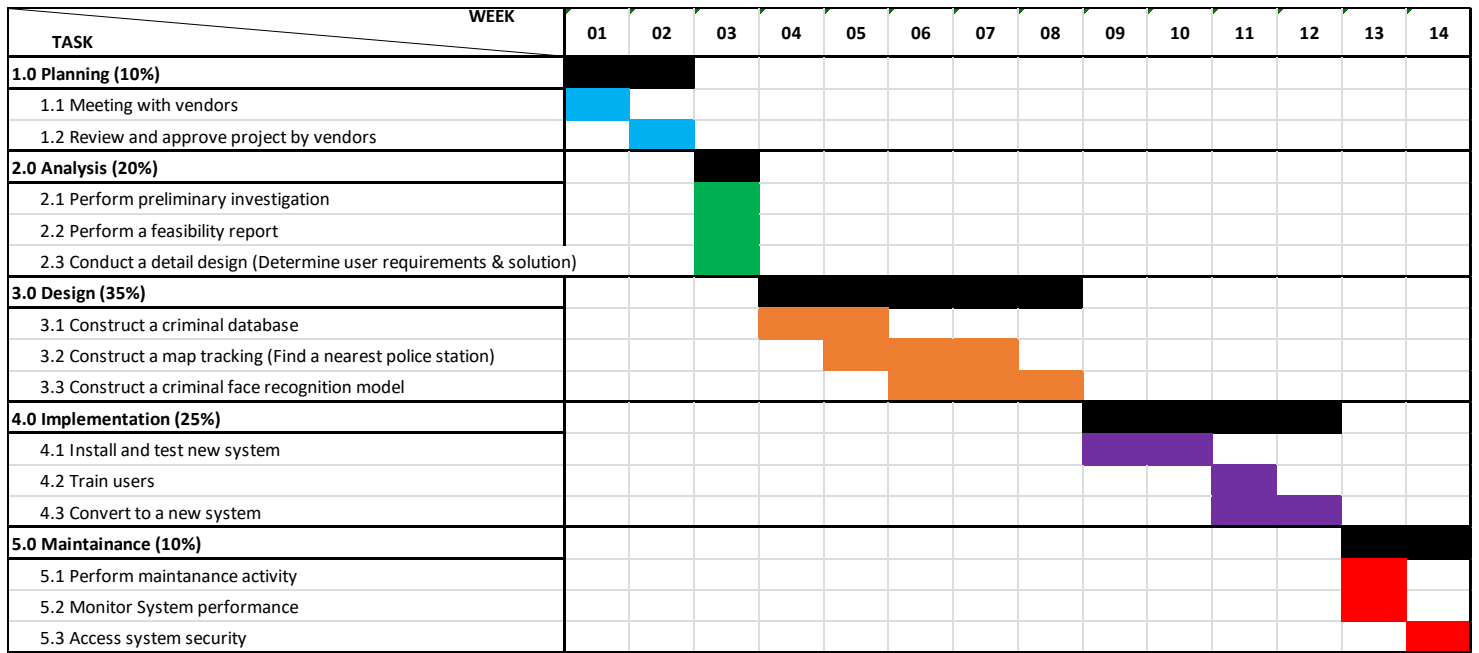 WEEK
TASK
01 02 03 04 05 06 07 08 09 10 11 12 13 14
1.0 Planning (10%)
1.1 Meeting with vendors
1.2 Review and approve project by vendors
2.0 Analysis (20%)
2.1 Perform preliminary investigation
2.2 Perform a feasibility report
2.3 Conduct a detail design (Determine user requirements & solution)
3.0 Design (35%)
3.1 Construct a criminal database
3.2 Construct a map tracking (Find a nearest police station)
3.3 Construct a criminal face recognition model
4.0 Implementation (25%)
4.1 Install and test new system
4.2 Train users
4.3 Convert to a new system
5.0 Maintainance (10%)
5.1 Perform maintanance activity
5.2 Monitor System performance
5.3 Access system security